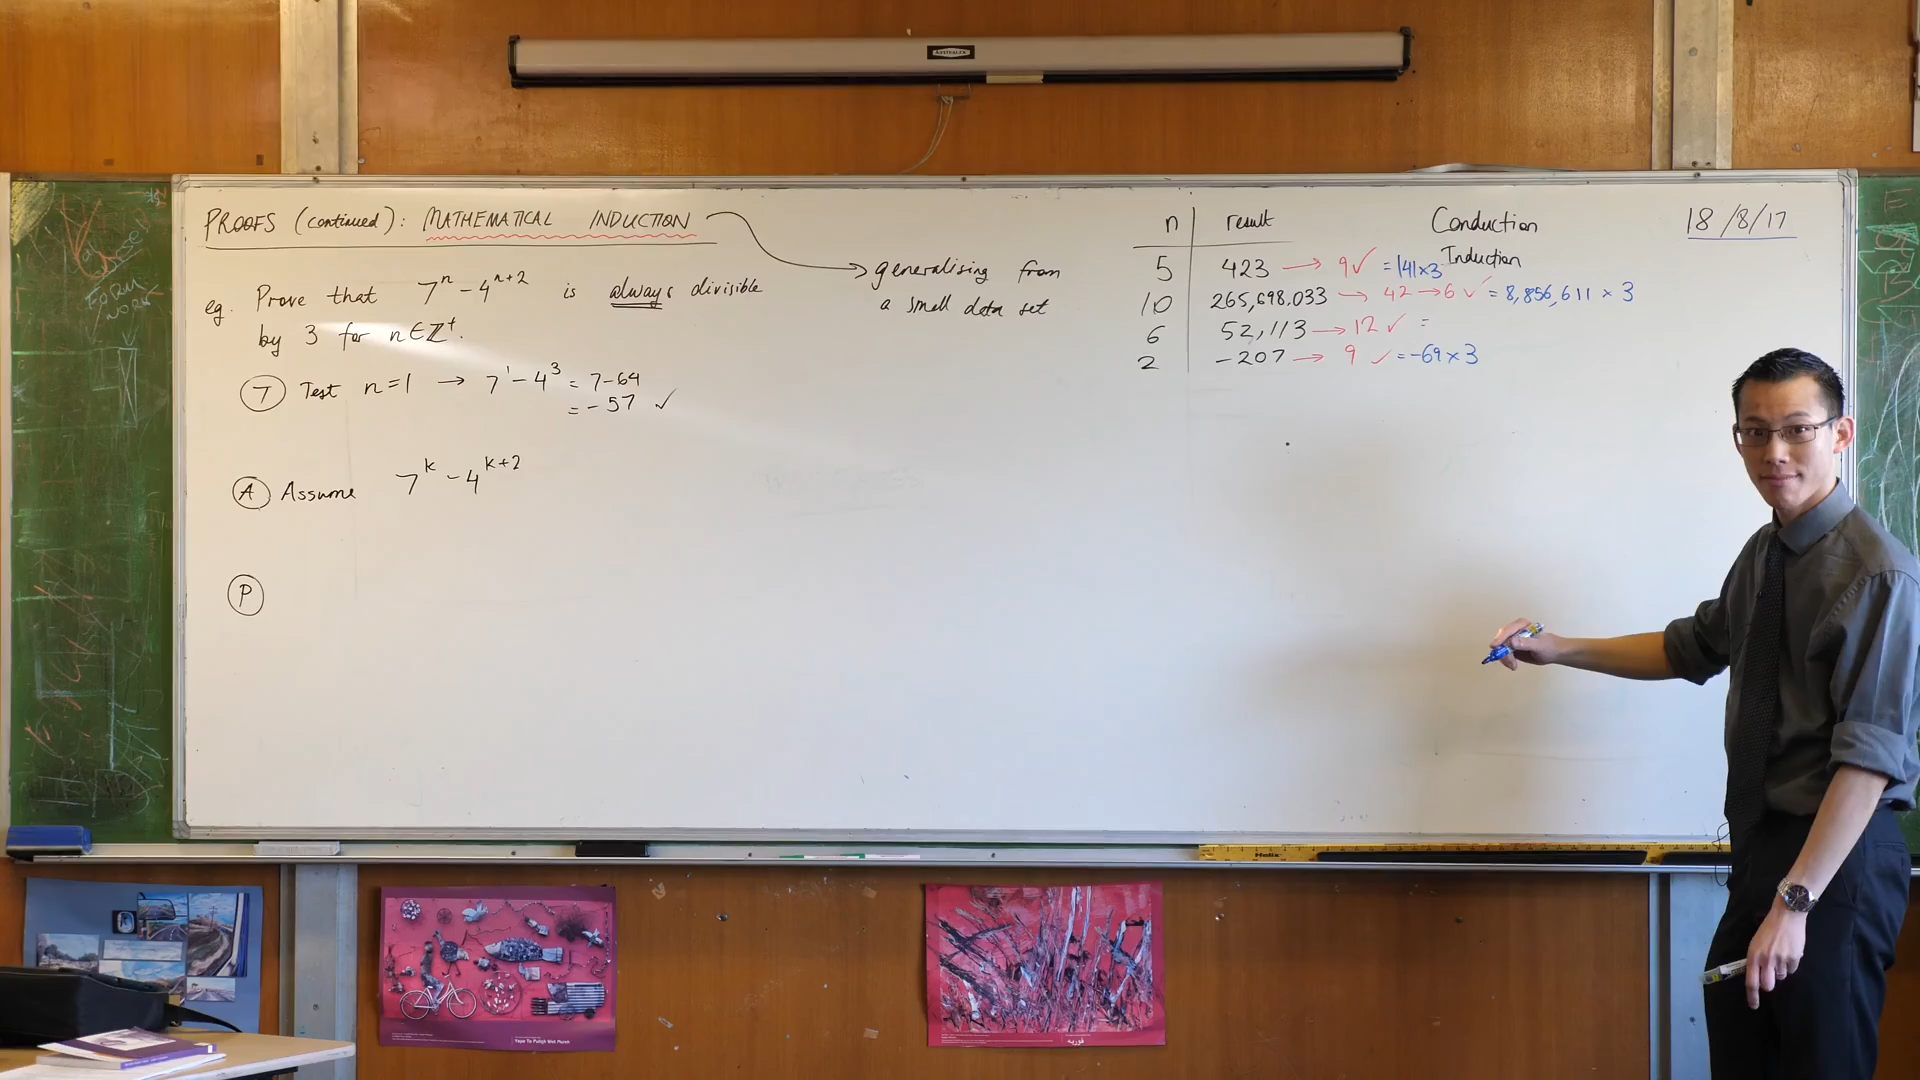 PROOFS (continued): MATHEMATICAL INDUCTION
eg. Prove that 7^n - 4^{n+2} is always divisible
by 3 for n∈ℤ⁺.
T Test n=1 → 7^1 - 4^3 = 7-64
= -57 ✓
A Assume 7^k - 4^{k+2}
P
generalising from
a small data set
n result
5 423 → 9 ✓ = 141×3
10 265,698,033 → 42 → 6 ✓ = 8,856,611 × 3
6 52,113 → 12 ✓ =
2 -207 → 9 ✓ = -69×3
Conduction
Induction
18/8/17
FORM
WORK
Helix